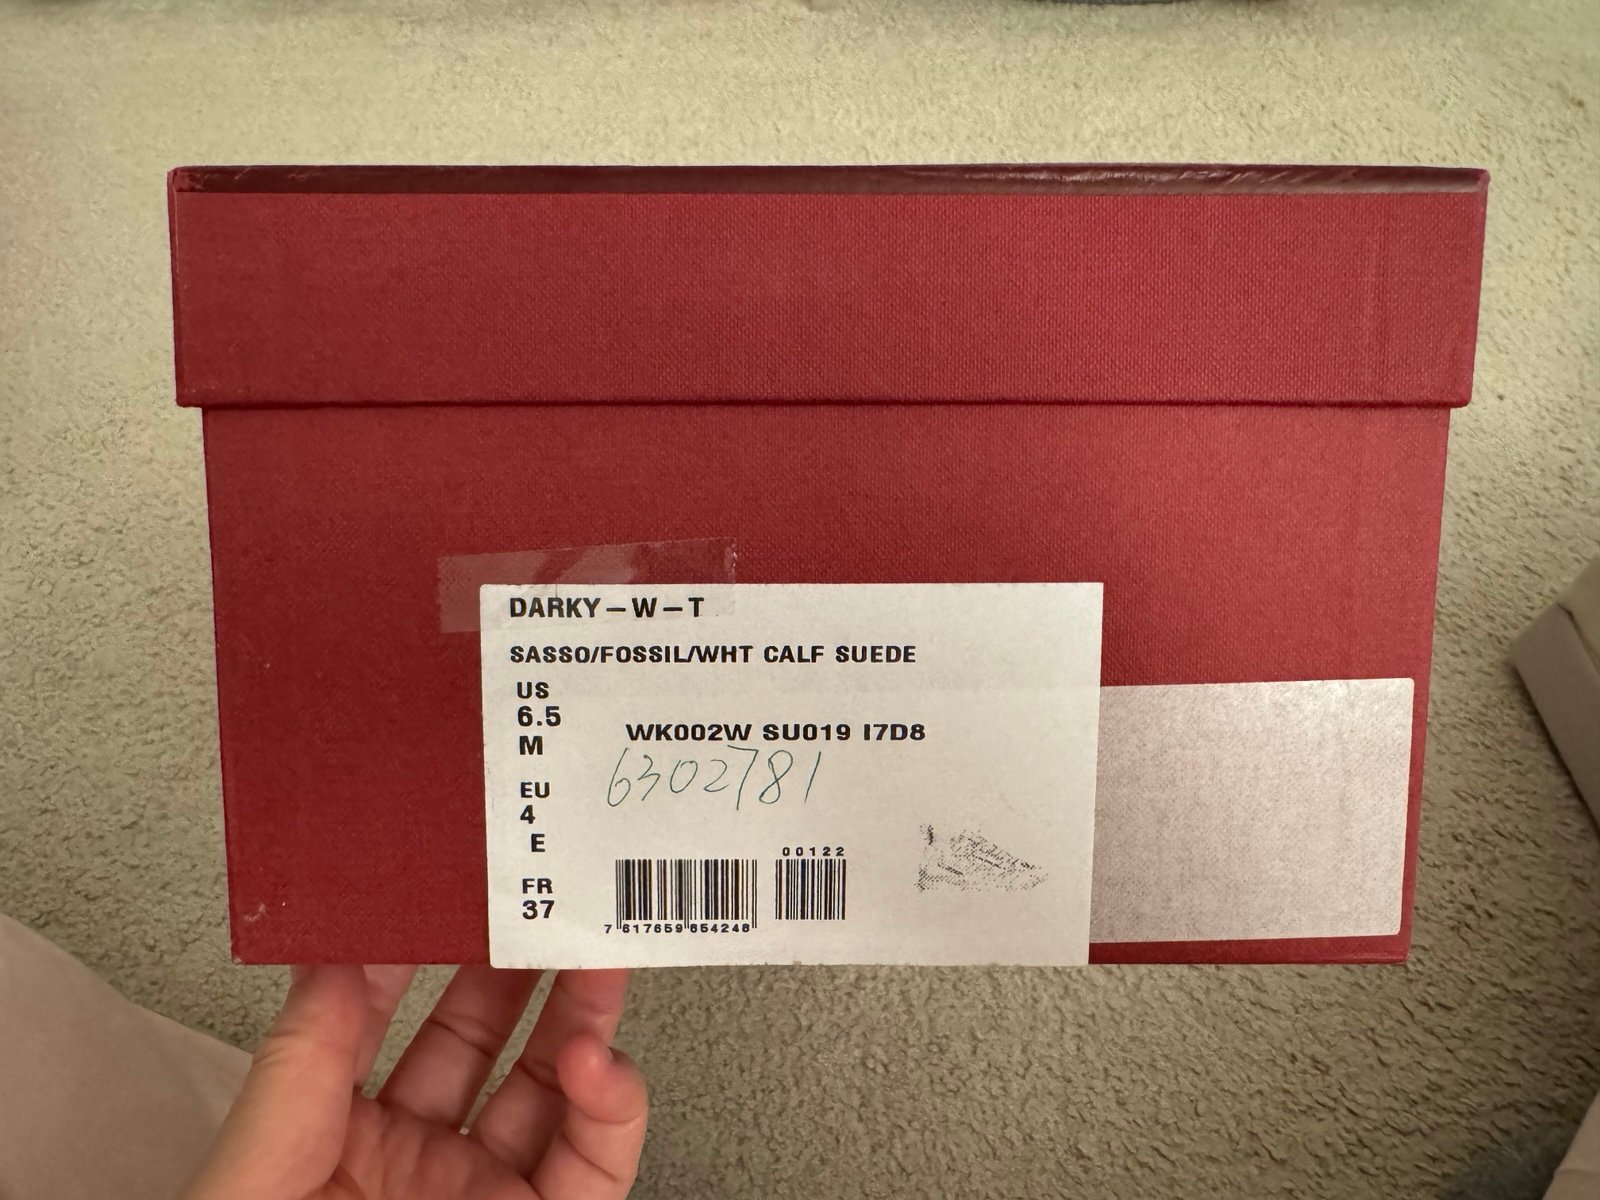 DARKY–W–T
SASSO/FOSSIL/WHT CALF SUEDE
US
6.5
M
WK002W SU019 I7D8
6302781
EU
4
E
FR
37
00122
7 617659 854248